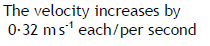 The velocity increases by
0·32 m s⁻¹ each/per second